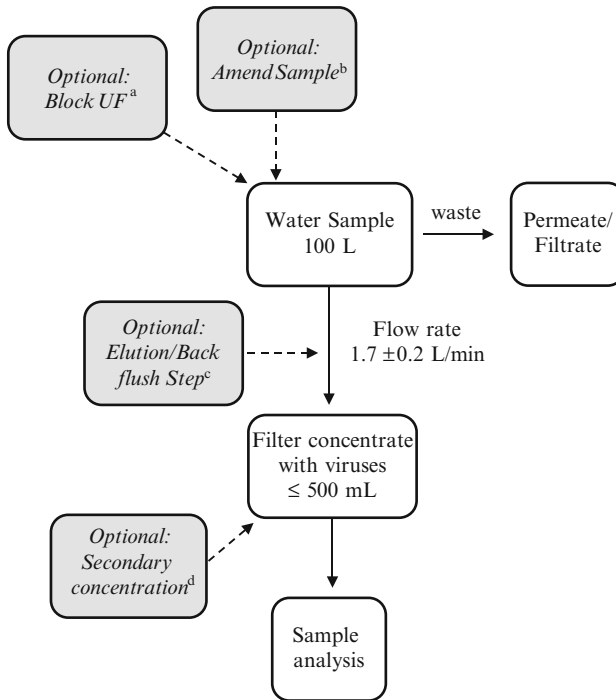 Optional:
Block UF a
Optional:
Amend Sample b
Water Sample
100 L
waste
Permeate/
Filtrate
Optional:
Elution/Back
flush Step c
Flow rate
1.7 ±0.2 L/min
Filter concentrate
with viruses
≤ 500 mL
Optional:
Secondary
concentration d
Sample
analysis